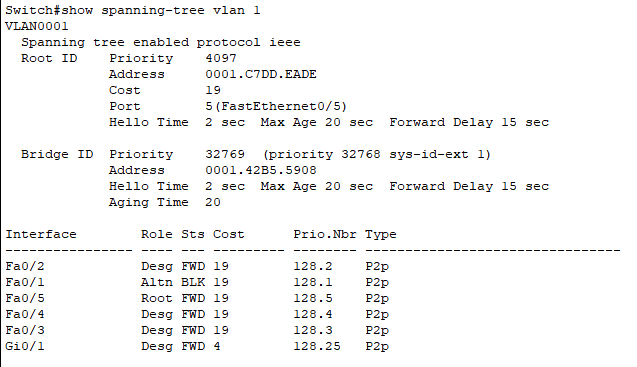 Switch#show spanning-tree vlan 1
VLAN0001
  Spanning tree enabled protocol ieee
  Root ID    Priority    4097
             Address     0001.C7DD.EADE
             Cost        19
             Port        5(FastEthernet0/5)
             Hello Time  2 sec  Max Age 20 sec  Forward Delay 15 sec

  Bridge ID  Priority    32769  (priority 32768 sys-id-ext 1)
             Address     0001.42B5.5908
             Hello Time  2 sec  Max Age 20 sec  Forward Delay 15 sec
             Aging Time  20

Interface        Role Sts Cost      Prio.Nbr Type
---------------- ---- --- --------- -------- --------------------------------
Fa0/2            Desg FWD 19        128.2    P2p
Fa0/1            Altn BLK 19        128.1    P2p
Fa0/5            Root FWD 19        128.5    P2p
Fa0/4            Desg FWD 19        128.4    P2p
Fa0/3            Desg FWD 19        128.3    P2p
Gi0/1            Desg FWD 4         128.25   P2p